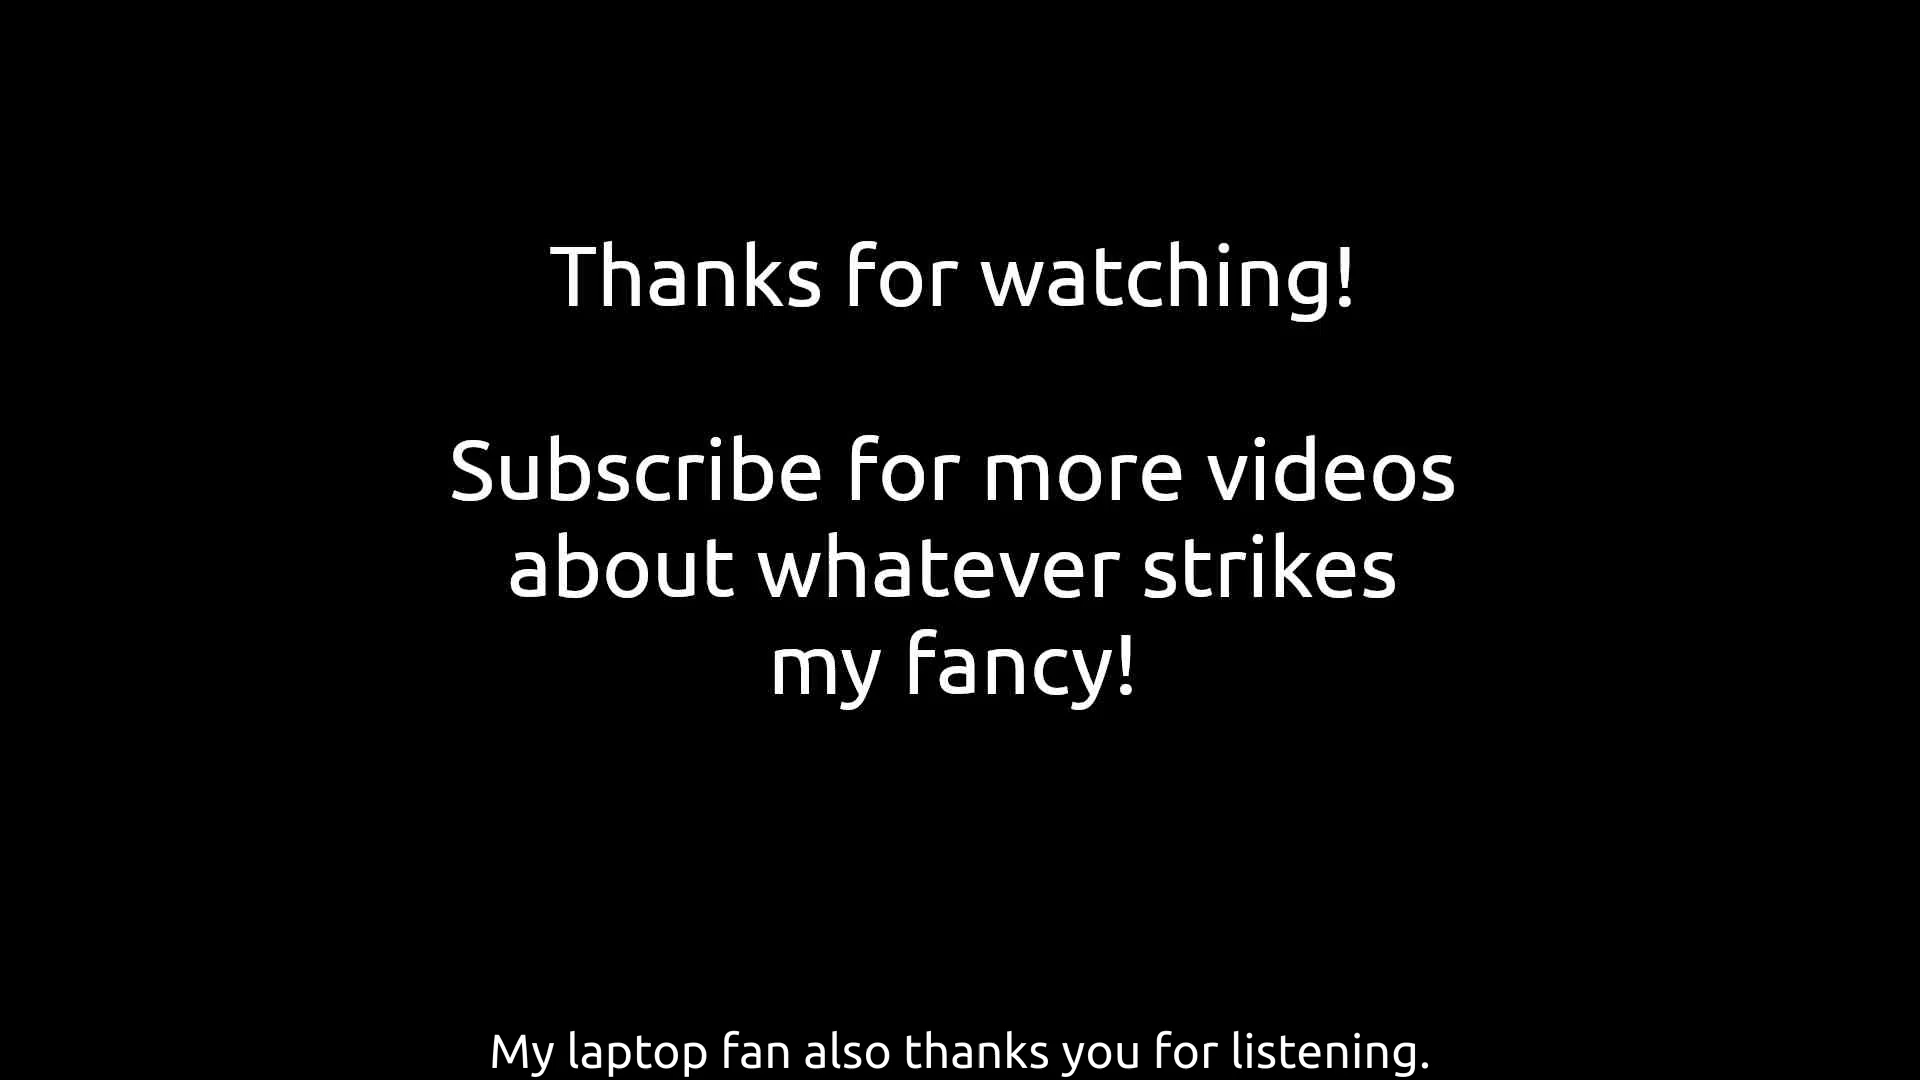 Thanks for watching!
Subscribe for more videos
about whatever strikes
my fancy!
My laptop fan also thanks you for listening.